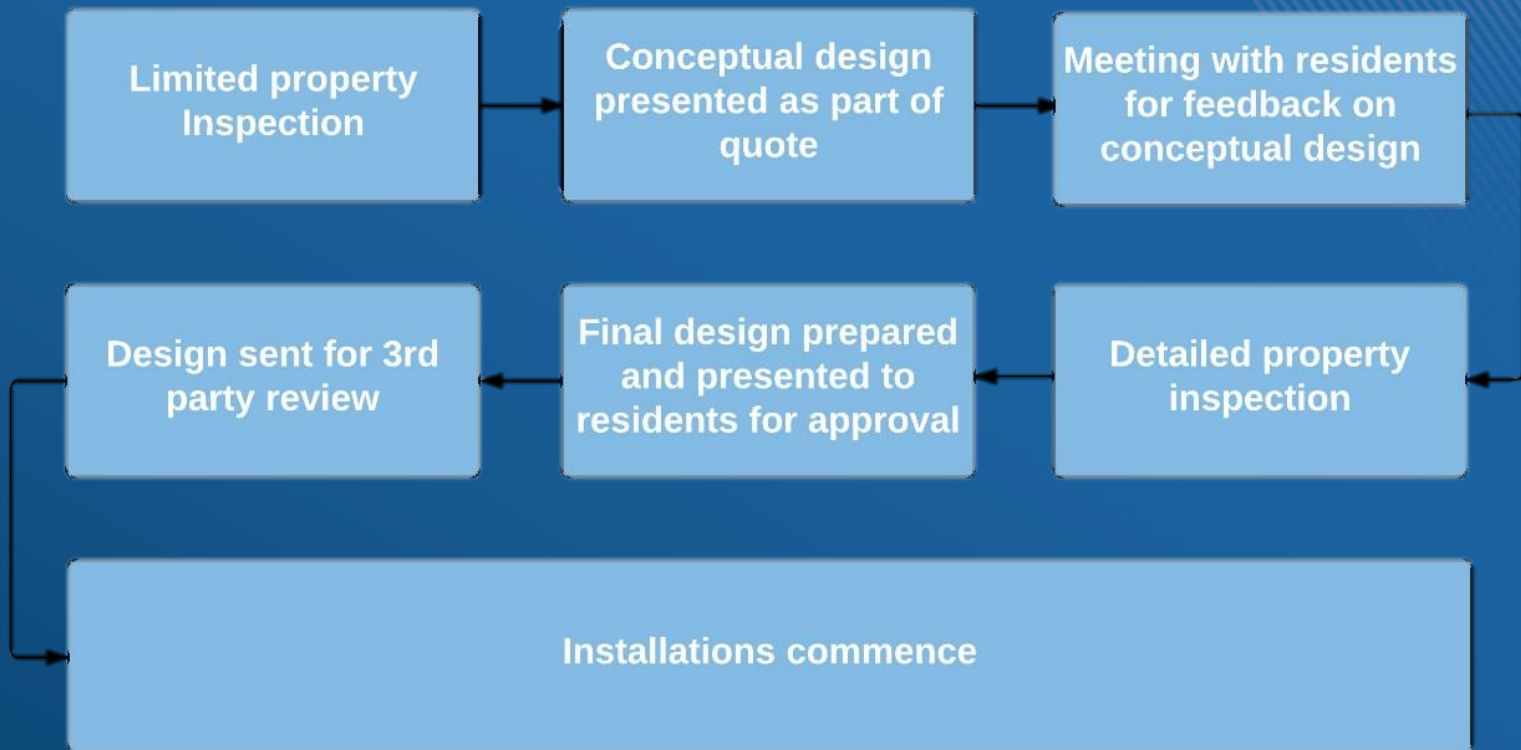 Limited property
Inspection
Conceptual design
presented as part of
quote
Meeting with residents
for feedback on
conceptual design
Detailed property
inspection
Final design prepared
and presented to
residents for approval
Design sent for 3rd
party review
Installations commence